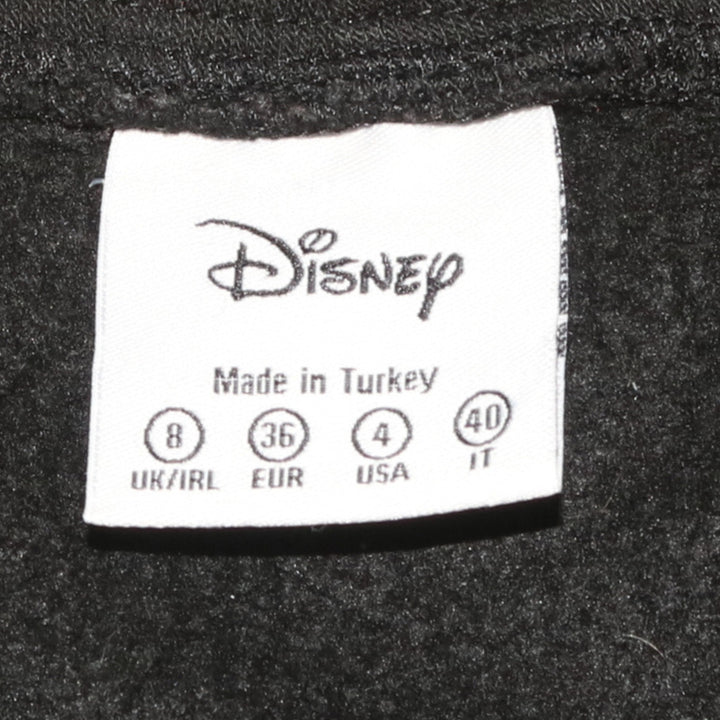 Disney
Made in Turkey
8 36 4 40
UK/IRL EUR USA IT